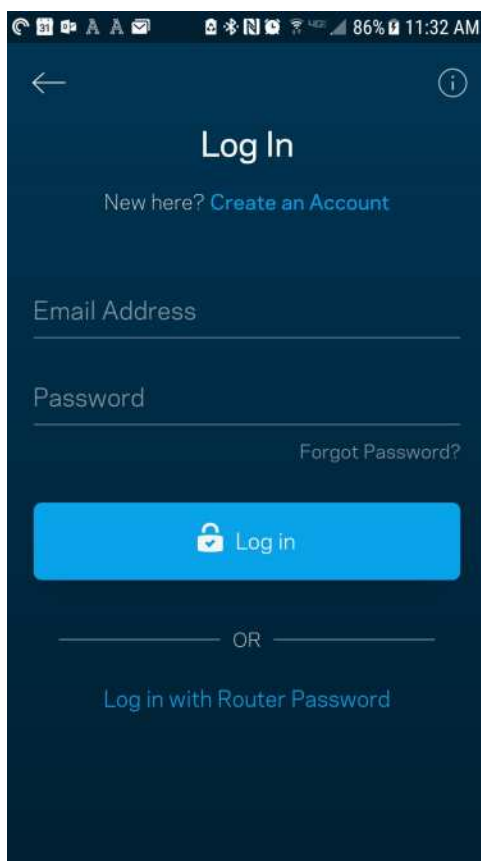 31 86% 11:32 AM
Log In
New here? Create an Account
Email Address
Password
Forgot Password?
Log in
OR
Log in with Router Password